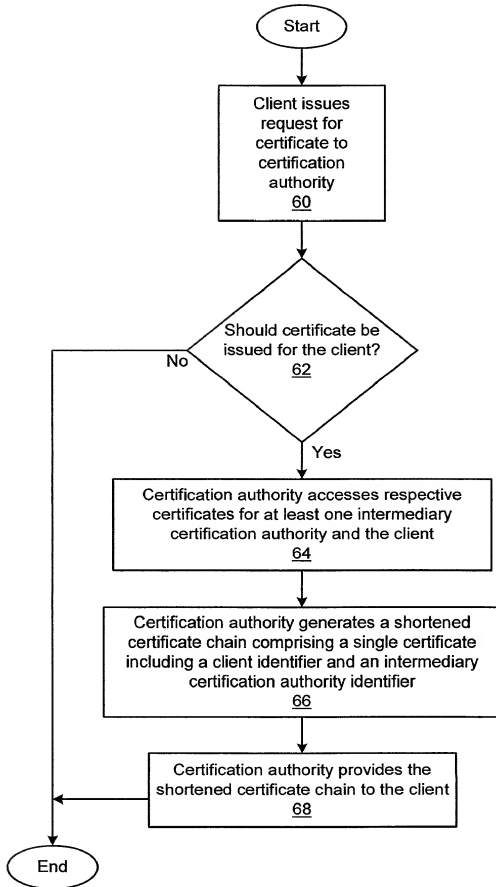 Start
Client issues
request for
certificate to
certification
authority
60
Should certificate be
issued for the client?
62
No
Yes
Certification authority accesses respective
certificates for at least one intermediary
certification authority and the client
64
Certification authority generates a shortened
certificate chain comprising a single certificate
including a client identifier and an intermediary
certification authority identifier
66
Certification authority provides the
shortened certificate chain to the client
68
End